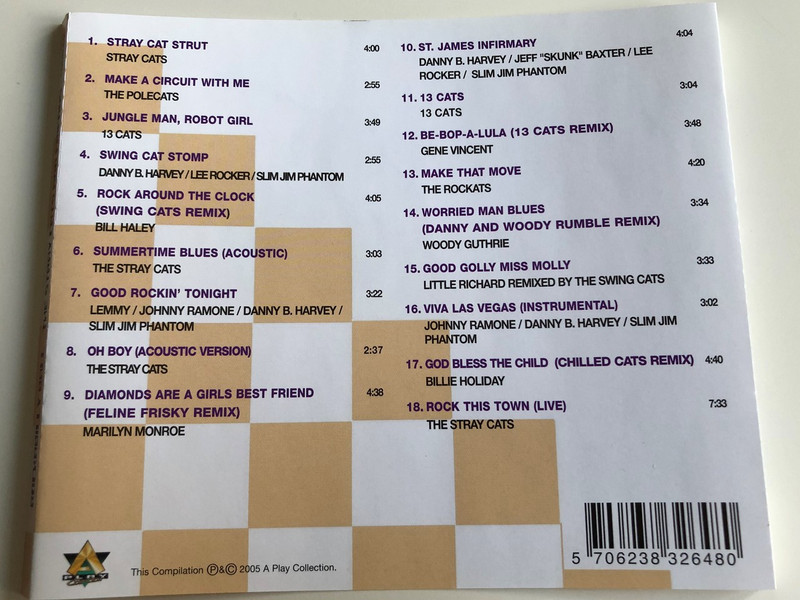 1. STRAY CAT STRUT 4:00
STRAY CATS
2. MAKE A CIRCUIT WITH ME 2:55
THE POLECATS
3. JUNGLE MAN, ROBOT GIRL 3:49
13 CATS
4. SWING CAT STOMP 2:55
DANNY B. HARVEY / LEE ROCKER / SLIM JIM PHANTOM
5. ROCK AROUND THE CLOCK 4:05
(SWING CATS REMIX)
BILL HALEY
6. SUMMERTIME BLUES (ACOUSTIC) 3:03
THE STRAY CATS
7. GOOD ROCKIN' TONIGHT 3:22
LEMMY / JOHNNY RAMONE / DANNY B. HARVEY /
SLIM JIM PHANTOM
8. OH BOY (ACOUSTIC VERSION) 2:37
THE STRAY CATS
9. DIAMONDS ARE A GIRLS BEST FRIEND 4:38
(FELINE FRISKY REMIX)
MARILYN MONROE
10. ST. JAMES INFIRMARY 4:04
DANNY B. HARVEY / JEFF "SKUNK" BAXTER / LEE
ROCKER / SLIM JIM PHANTOM
11. 13 CATS 3:04
13 CATS
12. BE-BOP-A-LULA (13 CATS REMIX) 3:48
GENE VINCENT
13. MAKE THAT MOVE 4:20
THE ROCKATS
14. WORRIED MAN BLUES 3:34
(DANNY AND WOODY RUMBLE REMIX)
WOODY GUTHRIE
15. GOOD GOLLY MISS MOLLY 3:33
LITTLE RICHARD REMIXED BY THE SWING CATS
16. VIVA LAS VEGAS (INSTRUMENTAL) 3:02
JOHNNY RAMONE / DANNY B. HARVEY / SLIM JIM
PHANTOM
17. GOD BLESS THE CHILD (CHILLED CATS REMIX) 4:40
BILLIE HOLIDAY
18. ROCK THIS TOWN (LIVE) 7:33
THE STRAY CATS
PLAY
This Compilation Ⓟ&© 2005 A Play Collection.
5 706238 326480